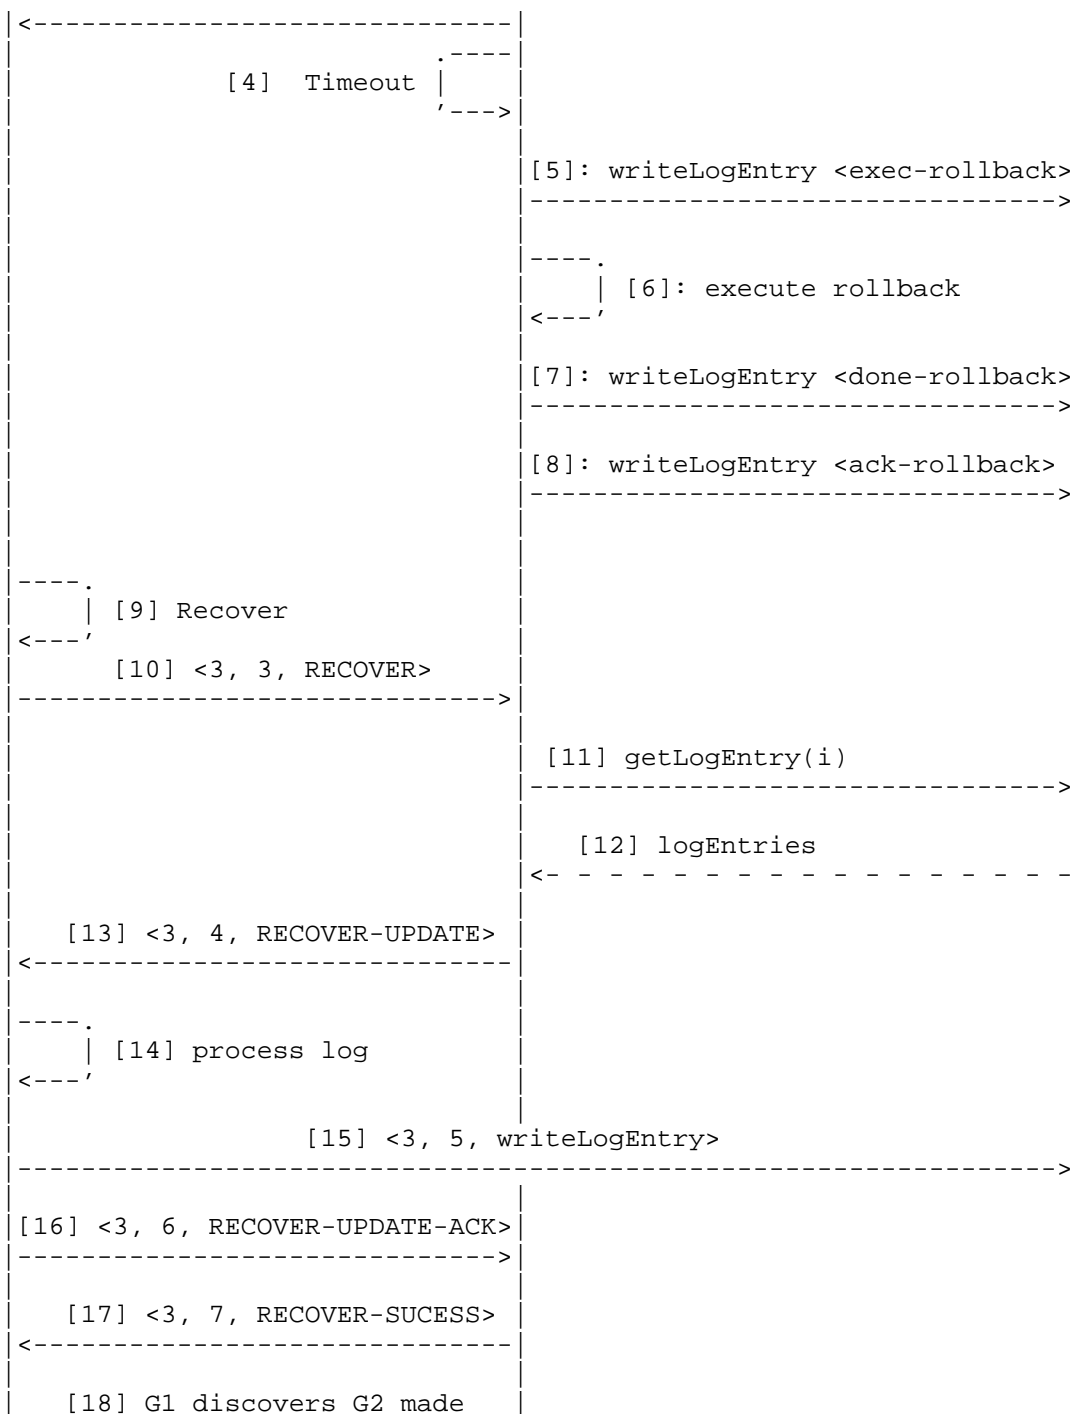 [4] Timeout
[5]: writeLogEntry <exec-rollback>
[6]: execute rollback
[7]: writeLogEntry <done-rollback>
[8]: writeLogEntry <ack-rollback>
[9] Recover
[10] <3, 3, RECOVER>
[11] getLogEntry(i)
[12] logEntries
[13] <3, 4, RECOVER-UPDATE>
[14] process log
[15] <3, 5, writeLogEntry>
[16] <3, 6, RECOVER-UPDATE-ACK>
[17] <3, 7, RECOVER-SUCESS>
[18] G1 discovers G2 made